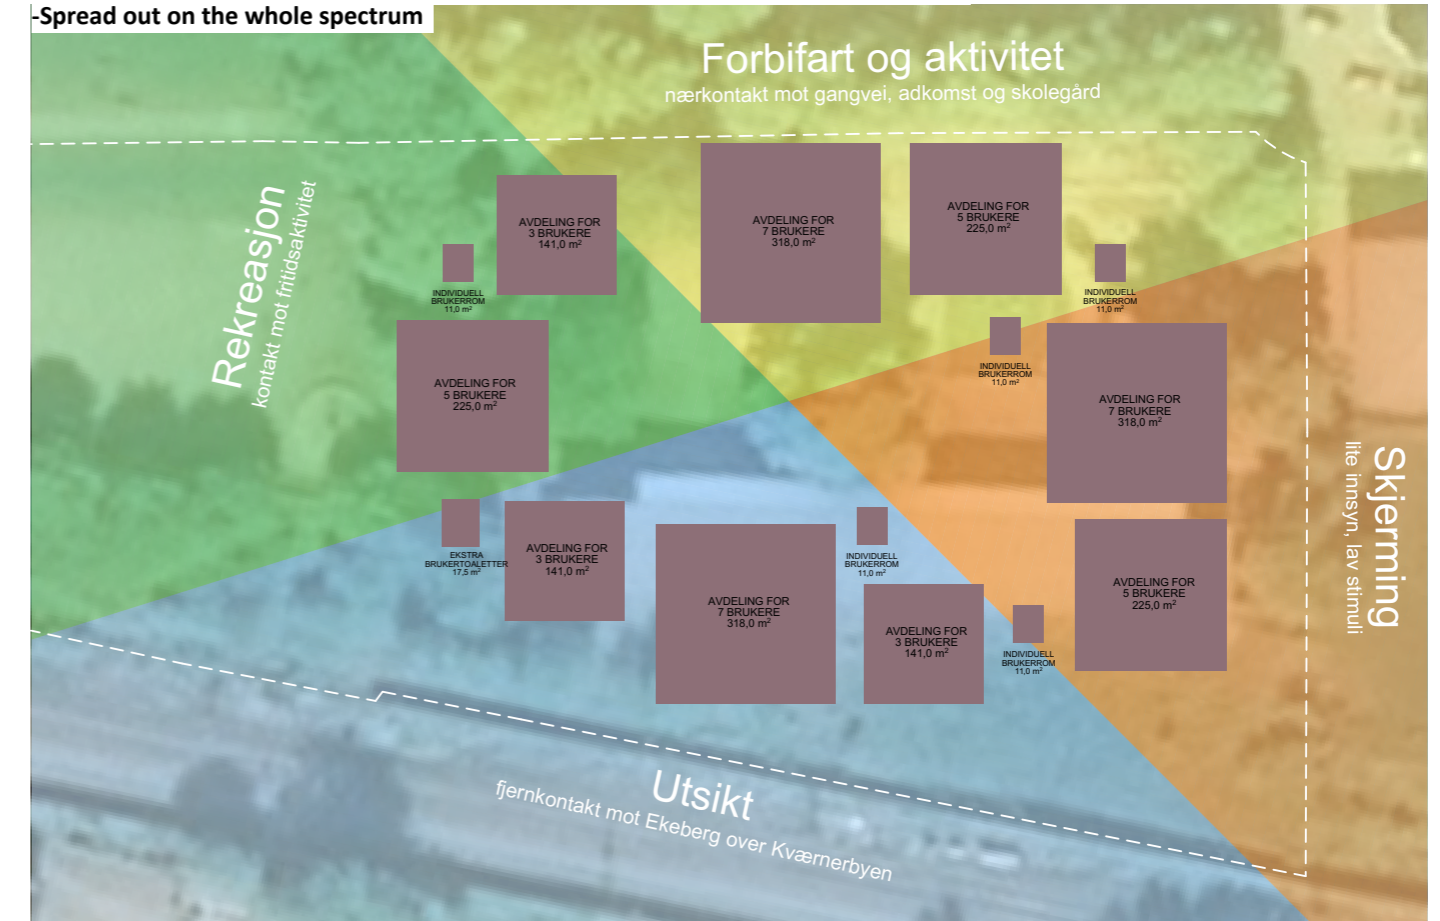 -Spread out on the whole spectrum
Forbifart og aktivitet
nærkontakt mot gangvei, adkomst og skolegård
Rekreasjon
kontakt mot fritidsaktivitet
AVDELING FOR
3 BRUKERE
141,0 m²
AVDELING FOR
7 BRUKERE
318,0 m²
AVDELING FOR
5 BRUKERE
225,0 m²
INDIVIDUELL
BRUKERROM
11,0 m²
INDIVIDUELL
BRUKERROM
11,0 m²
INDIVIDUELL
BRUKERROM
11,0 m²
AVDELING FOR
5 BRUKERE
225,0 m²
AVDELING FOR
7 BRUKERE
318,0 m²
Skjerming
lite innsyn, lav stimuli
EKSTRA
BRUKERTOALETTER
17,5 m²
AVDELING FOR
3 BRUKERE
141,0 m²
AVDELING FOR
7 BRUKERE
318,0 m²
INDIVIDUELL
BRUKERROM
11,0 m²
AVDELING FOR
3 BRUKERE
141,0 m²
INDIVIDUELL
BRUKERROM
11,0 m²
AVDELING FOR
5 BRUKERE
225,0 m²
Utsikt
fjernkontakt mot Ekeberg over Kværnerbyen